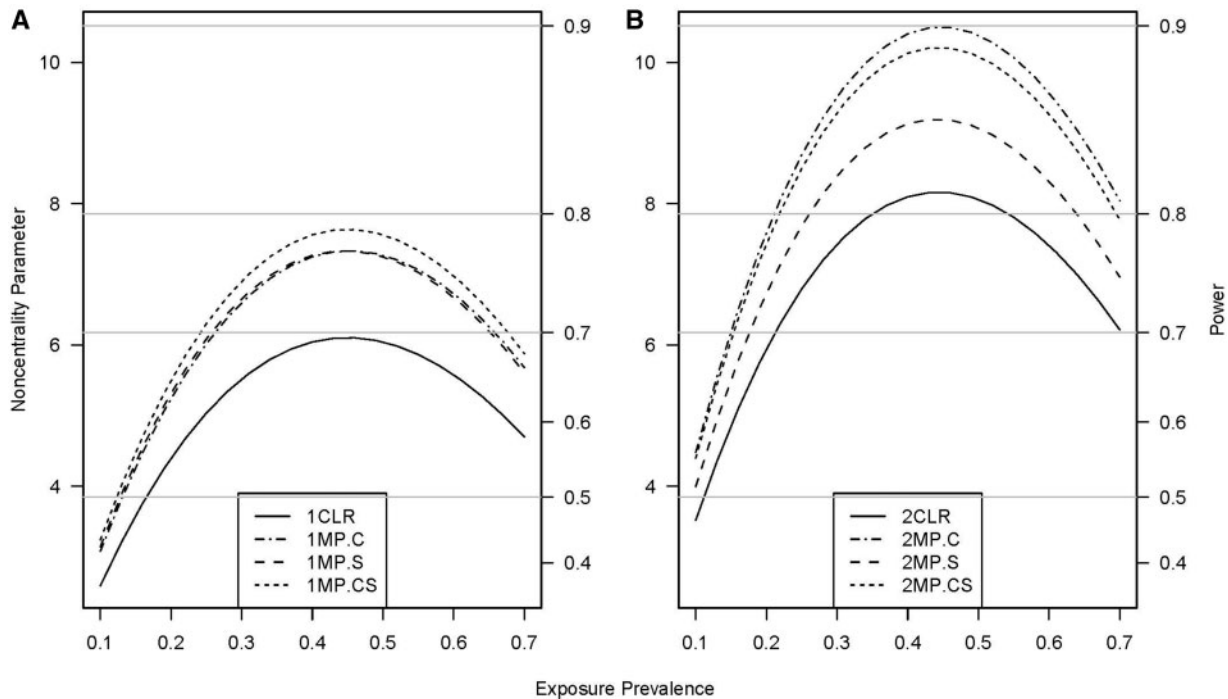 A
B
Noncentrality Parameter
10
8
6
4
0.9
0.8
0.7
0.6
0.5
0.4
1CLR
1MP.C
1MP.S
1MP.CS
0.1 0.2 0.3 0.4 0.5 0.6 0.7
10
8
6
4
0.9
0.8
0.7
0.6
0.5
0.4
Power
2CLR
2MP.C
2MP.S
2MP.CS
0.1 0.2 0.3 0.4 0.5 0.6 0.7
Exposure Prevalence